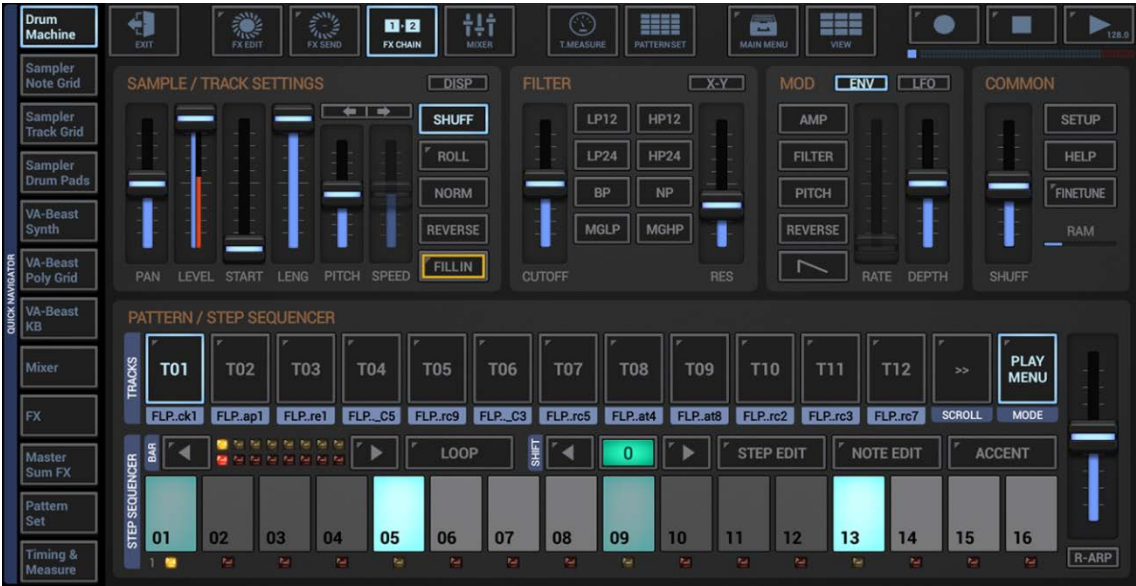 Drum
Machine
EXIT
FX EDIT
FX SEND
1 2
FX CHAIN
MIXER
T.MEASURE
PATTERN SET
MAIN MENU
VIEW
128.0
QUICK NAVIGATOR
Sampler
Note Grid
Sampler
Track Grid
Sampler
Drum Pads
VA-Beast
Synth
VA-Beast
Poly Grid
VA-Beast
KB
Mixer
FX
Master
Sum FX
Pattern
Set
Timing &
Measure
SAMPLE / TRACK SETTINGS
DISP
SHUFF
ROLL
NORM
REVERSE
FILL IN
PAN LEVEL START LENG PITCH SPEED
FILTER
X-Y
LP12 HP12
LP24 HP24
BP NP
MGLP MGHP
CUTOFF RES
MOD ENV LFO
AMP
FILTER
PITCH
REVERSE
RATE DEPTH
COMMON
SETUP
HELP
FINETUNE
RAM
SHUFF
PATTERN / STEP SEQUENCER
TRACKS
T01 T02 T03 T04 T05 T06 T07 T08 T09 T10 T11 T12 >> PLAY
MENU
FLP..ck1 FLP..ap1 FLP..re1 FLP.._C5 FLP..rc9 FLP.._C3 FLP..rc5 FLP..at4 FLP..at8 FLP..rc2 FLP..rc3 FLP..rc7 SCROLL MODE
STEP SEQUENCER
BAR LOOP SHIFT 0 STEP EDIT NOTE EDIT ACCENT
01 02 03 04 05 06 07 08 09 10 11 12 13 14 15 16
1
R-ARP